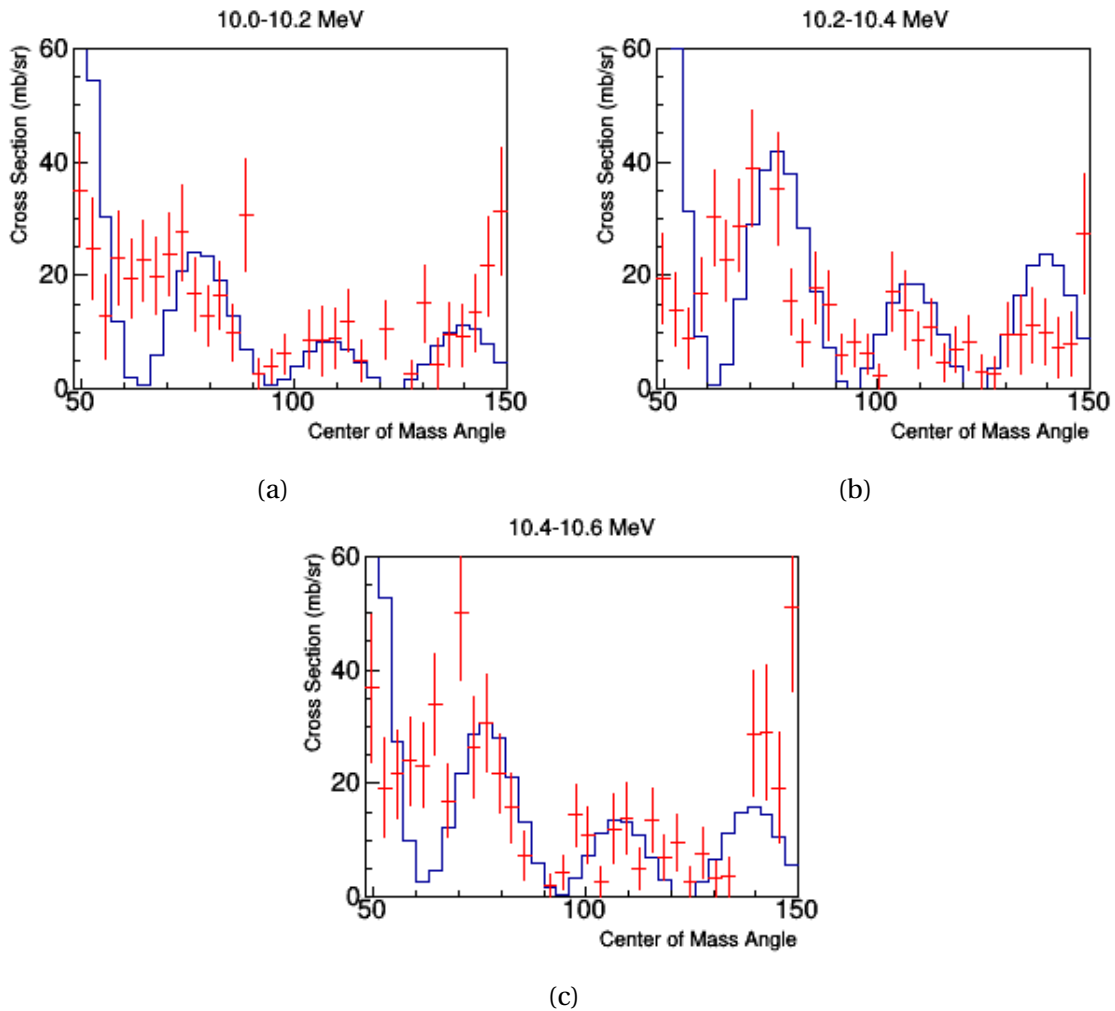 10.0-10.2 MeV
Cross Section (mb/sr)
60
40
20
0
50
100
150
Center of Mass Angle
(a)
10.2-10.4 MeV
Cross Section (mb/sr)
60
40
20
0
50
100
150
Center of Mass Angle
(b)
10.4-10.6 MeV
Cross Section (mb/sr)
60
40
20
0
50
100
150
Center of Mass Angle
(c)